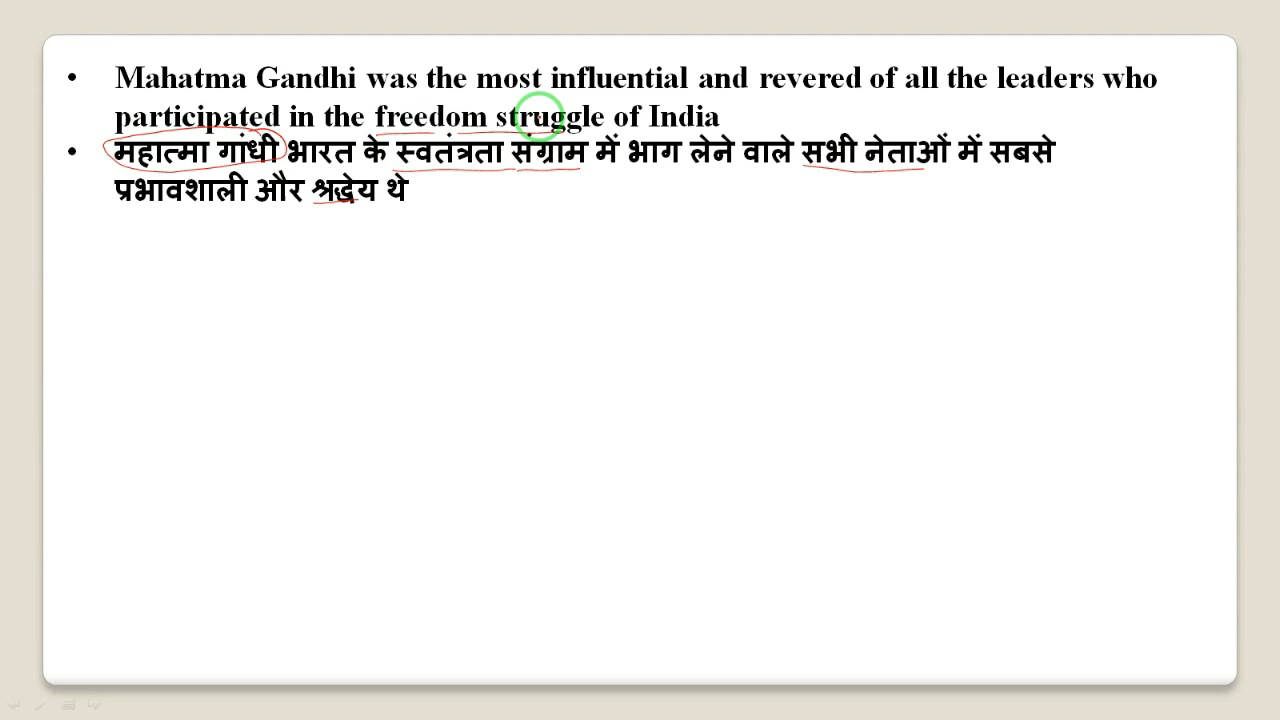 • Mahatma Gandhi was the most influential and revered of all the leaders who
participated in the freedom struggle of India
• महात्मा गांधी भारत के स्वतंत्रता संग्राम में भाग लेने वाले सभी नेताओं में सबसे
प्रभावशाली और श्रद्धेय थे